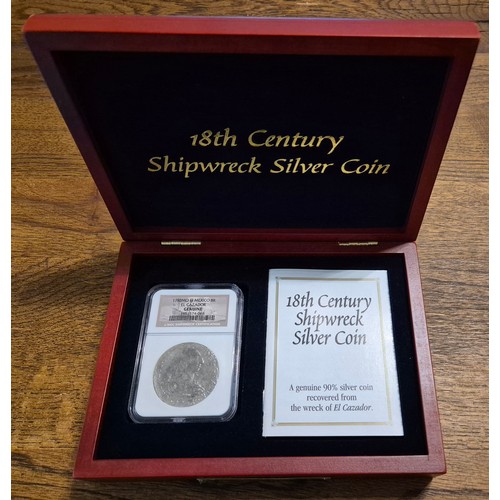 18th Century
Shipwreck Silver Coin
EL CAZADOR
GENUINE
18th Century
Shipwreck
Silver Coin
A genuine 90% silver coin
recovered from
the wreck of El Cazador.